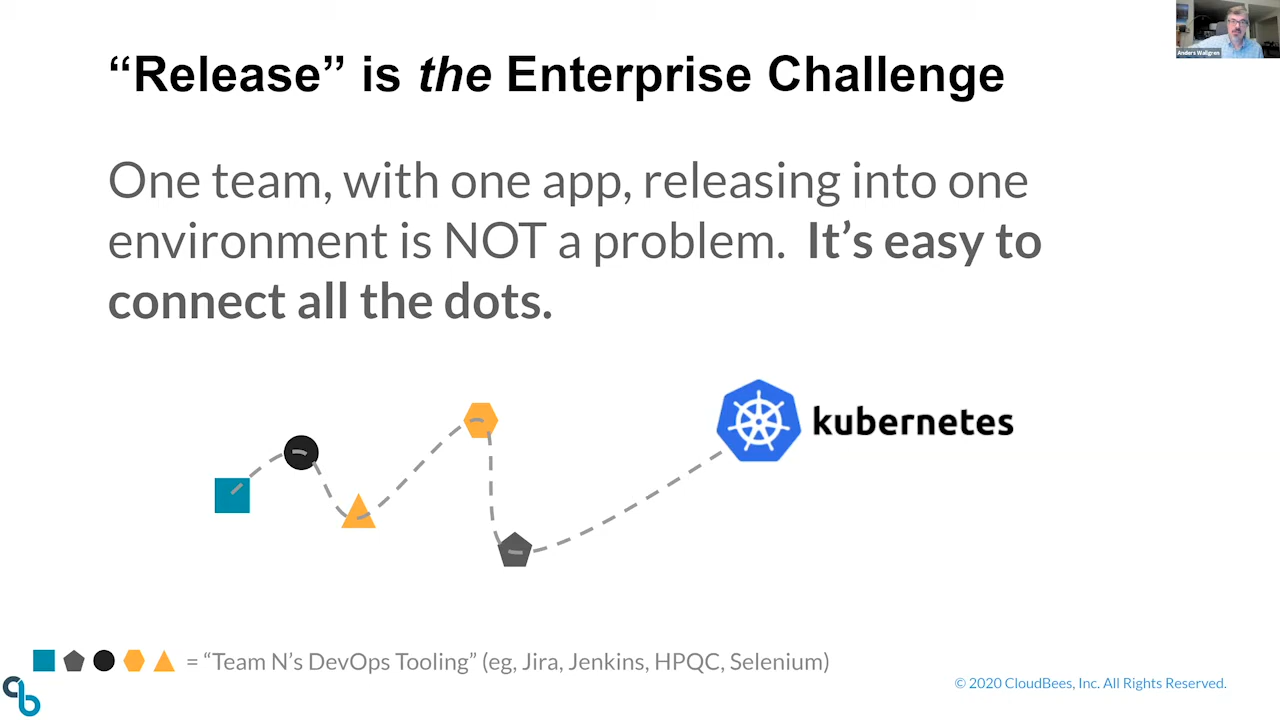 Anders Wallgren
“Release” is the Enterprise Challenge
One team, with one app, releasing into one
environment is NOT a problem.  It’s easy to
connect all the dots.
kubernetes
= “Team N’s DevOps Tooling” (eg, Jira, Jenkins, HPQC, Selenium)
© 2020 CloudBees, Inc. All Rights Reserved.